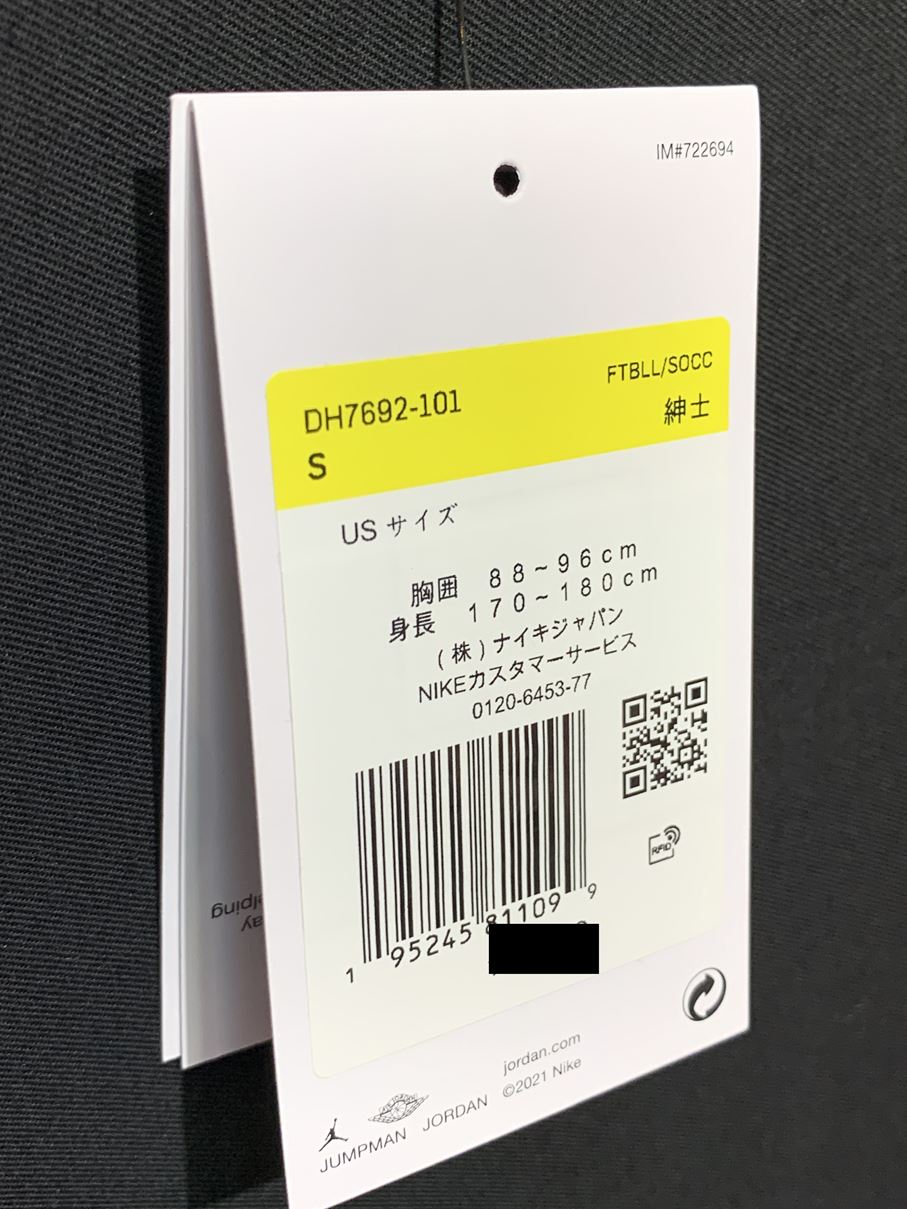 IM#722694
DH7692-101
FTBLL/SOCC
S
紳士
US サイズ
胸囲 88~96cm
身長 170~180cm
(株)ナイキジャパン
NIKEカスタマーサービス
0120-6453-77
RFID
1 95245 81109 9
jordan.com
©2021 Nike
JUMPMAN JORDAN
ay
elping